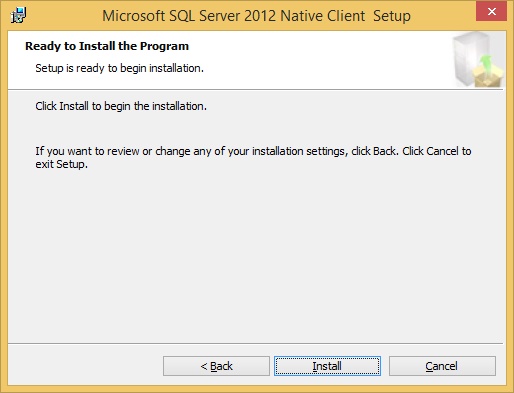 Microsoft SQL Server 2012 Native Client  Setup
Ready to Install the Program
Setup is ready to begin installation.
Click Install to begin the installation.
If you want to review or change any of your installation settings, click Back. Click Cancel to
exit Setup.
< Back
Install
Cancel